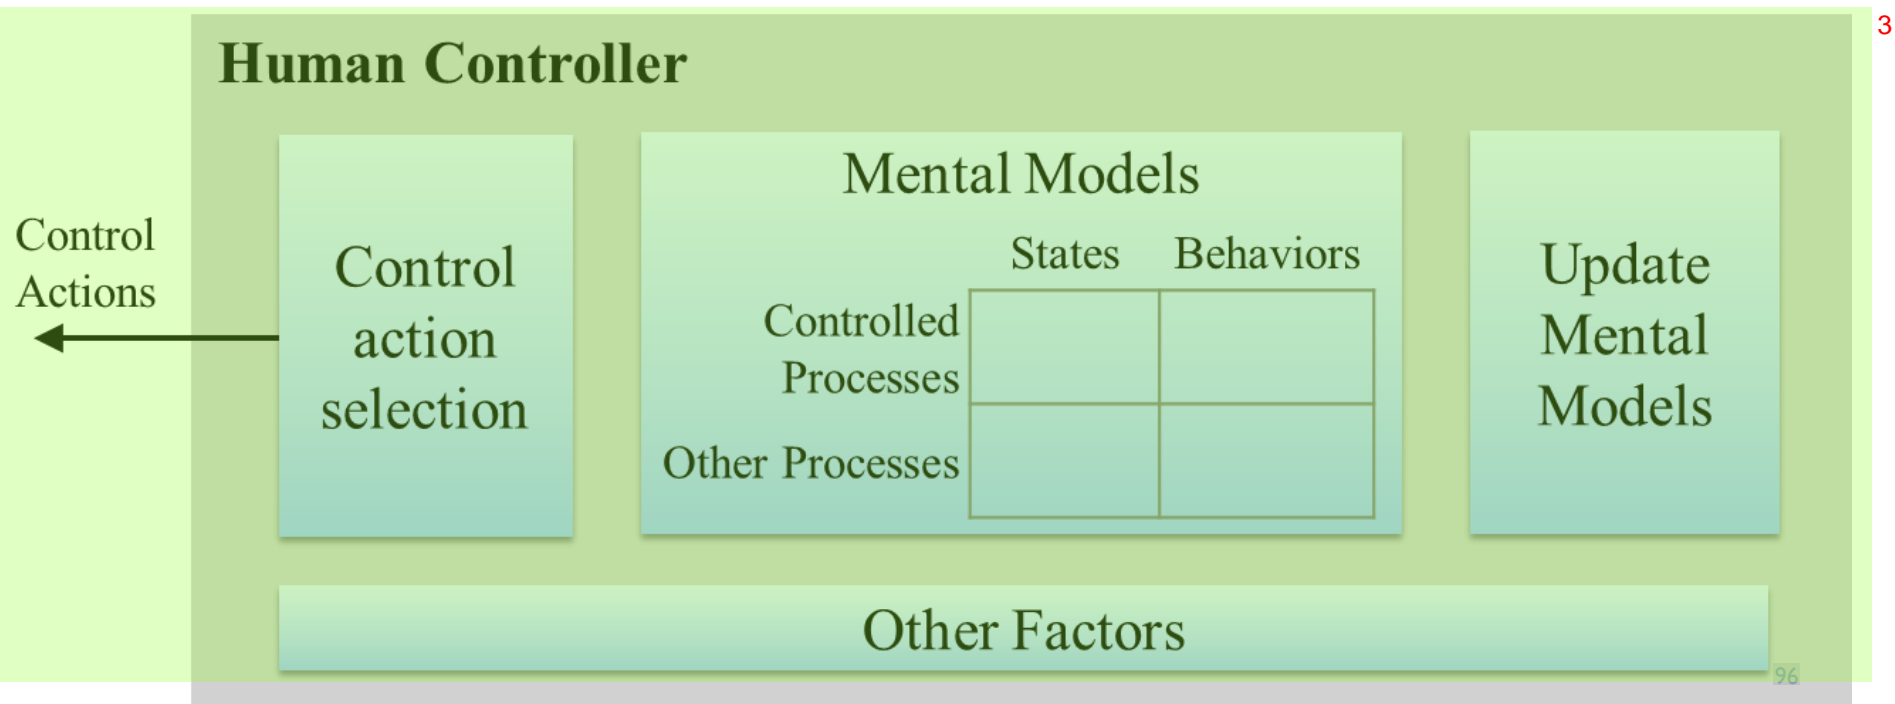 3
Human Controller
Control
Actions
Control
action
selection
Mental Models
States Behaviors
Controlled
Processes
Other Processes
Update
Mental
Models
Other Factors
96